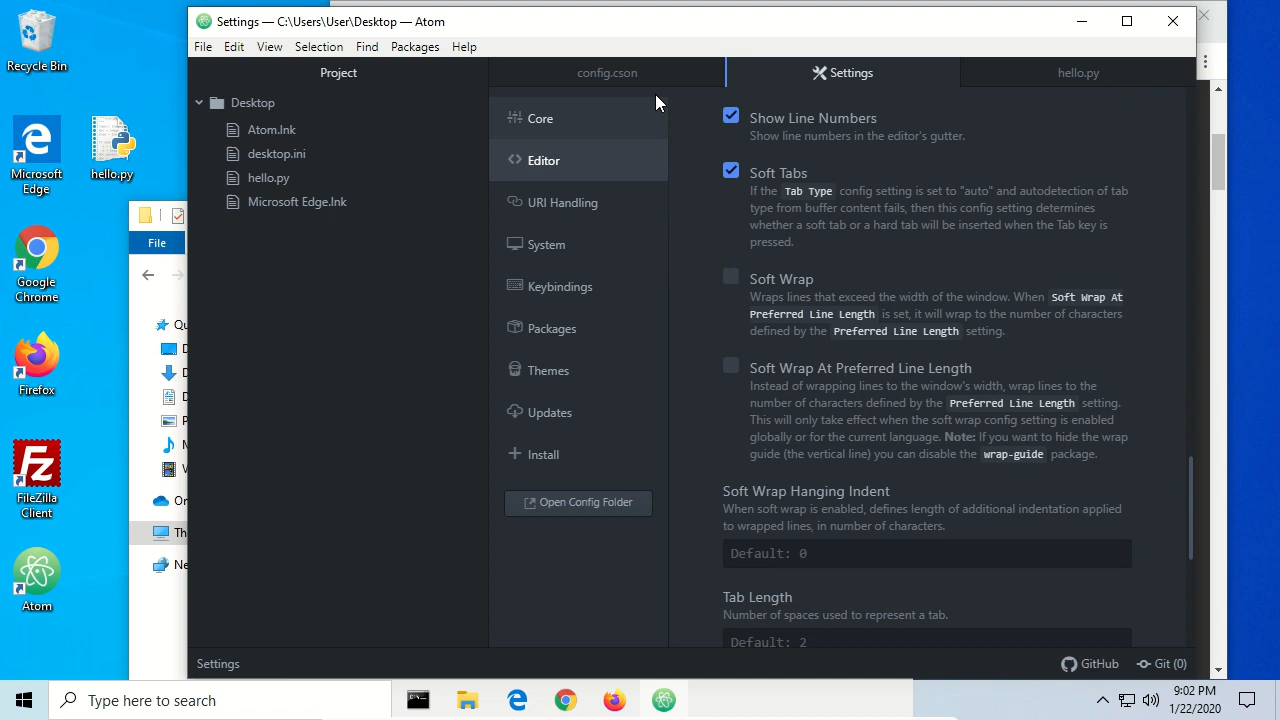 Recycle Bin
Microsoft
Edge
hello.py
Google
Chrome
Firefox
FileZilla
Client
Atom
File
Settings — C:\Users\User\Desktop — Atom
File Edit View Selection Find Packages Help
Project
config.cson
Settings
hello.py
Desktop
Atom.lnk
desktop.ini
hello.py
Microsoft Edge.lnk
Core
Editor
URI Handling
System
Keybindings
Packages
Themes
Updates
Install
Open Config Folder
Show Line Numbers
Show line numbers in the editor's gutter.
Soft Tabs
If the Tab Type config setting is set to "auto" and autodetection of tab
type from buffer content fails, then this config setting determines
whether a soft tab or a hard tab will be inserted when the Tab key is
pressed.
Soft Wrap
Wraps lines that exceed the width of the window. When Soft Wrap At
Preferred Line Length is set, it will wrap to the number of characters
defined by the Preferred Line Length setting.
Soft Wrap At Preferred Line Length
Instead of wrapping lines to the window's width, wrap lines to the
number of characters defined by the Preferred Line Length setting.
This will only take effect when the soft wrap config setting is enabled
globally or for the current language. Note: If you want to hide the wrap
guide (the vertical line) you can disable the wrap-guide package.
Soft Wrap Hanging Indent
When soft wrap is enabled, defines length of additional indentation applied
to wrapped lines, in number of characters.
Default: 0
Tab Length
Number of spaces used to represent a tab.
Default: 2
Settings
GitHub
Git (0)
Type here to search
9:02 PM
1/22/2020